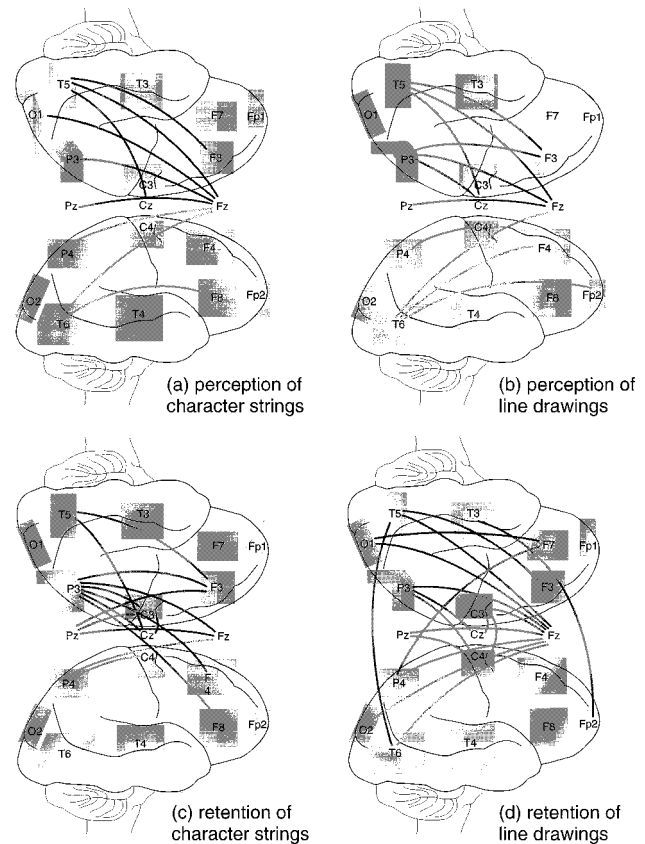 T5 T3
O1 F7 Fp1
P3 F3
C3
Pz Cz Fz
C4
P4 F4
O2 F8 Fp2
T6 T4
(a) perception of
character strings
T5 T3
O1 F7 Fp1
P3 F3
C3
Pz Cz Fz
C4
P4 F4
O2 F8 Fp2
T6 T4
(b) perception of
line drawings
T5 T3
O1 F7 Fp1
P3 F3
C3
Pz Cz Fz
C4
P4 F
4
O2 F8 Fp2
T6 T4
(c) retention of
character strings
T5 T3
O1 F7 Fp1
P3 F3
C3
Pz Cz Fz
C4
P4 F4
O2 F8 Fp2
T6 T4
(d) retention of
line drawings